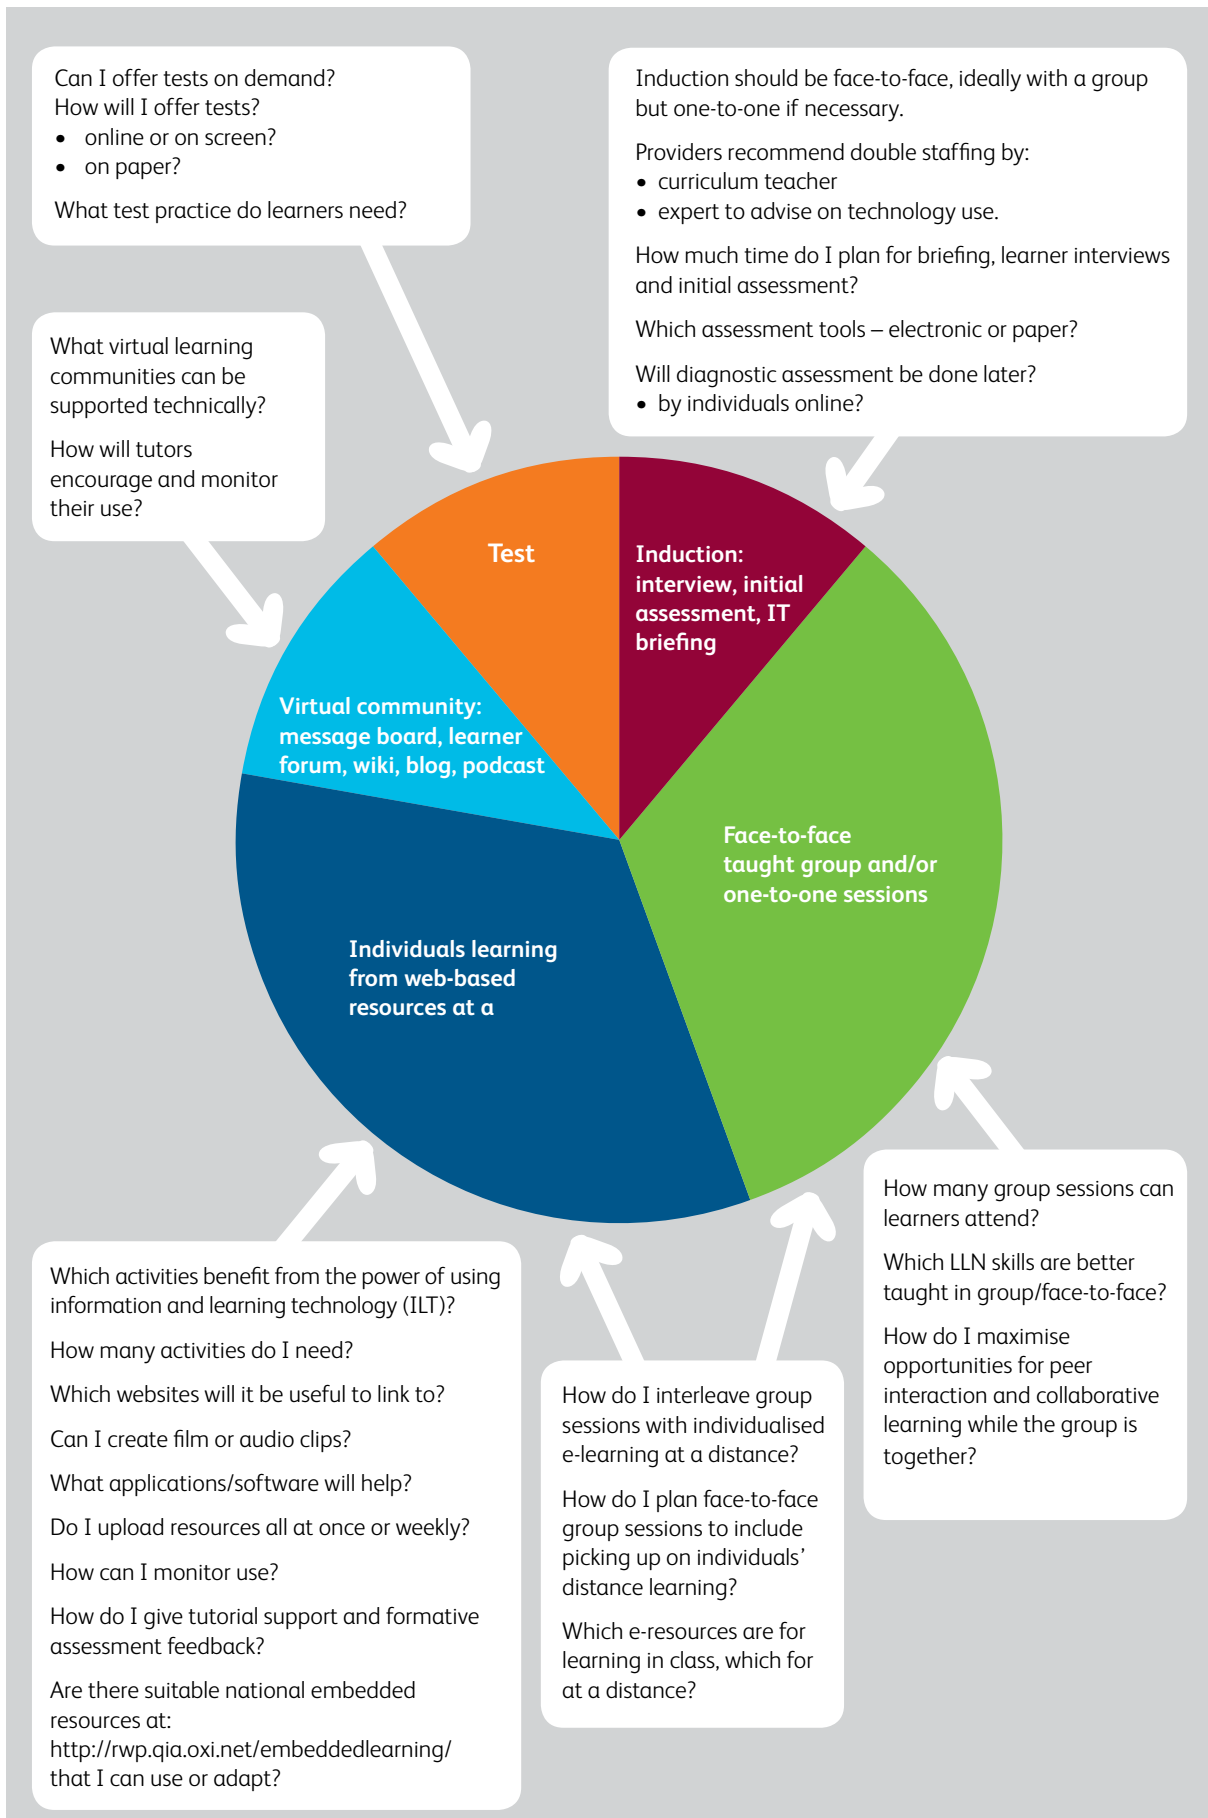 Can I offer tests on demand?
How will I offer tests?
• online or on screen?
• on paper?
What test practice do learners need?
Induction should be face-to-face, ideally with a group
but one-to-one if necessary.
Providers recommend double staffing by:
• curriculum teacher
• expert to advise on technology use.
How much time do I plan for briefing, learner interviews
and initial assessment?
Which assessment tools – electronic or paper?
Will diagnostic assessment be done later?
• by individuals online?
What virtual learning
communities can be
supported technically?
How will tutors
encourage and monitor
their use?
Test
Induction:
interview, initial
assessment, IT
briefing
Virtual community:
message board, learner
forum, wiki, blog, podcast
Face-to-face
taught group and/or
one-to-one sessions
Individuals learning
from web-based
resources at a
Which activities benefit from the power of using
information and learning technology (ILT)?
How many activities do I need?
Which websites will it be useful to link to?
Can I create film or audio clips?
What applications/software will help?
Do I upload resources all at once or weekly?
How can I monitor use?
How do I give tutorial support and formative
assessment feedback?
Are there suitable national embedded
resources at:
http://rwp.qia.oxi.net/embeddedlearning/
that I can use or adapt?
How do I interleave group
sessions with individualised
e-learning at a distance?
How do I plan face-to-face
group sessions to include
picking up on individuals’
distance learning?
Which e-resources are for
learning in class, which for
at a distance?
How many group sessions can
learners attend?
Which LLN skills are better
taught in group/face-to-face?
How do I maximise
opportunities for peer
interaction and collaborative
learning while the group is
together?